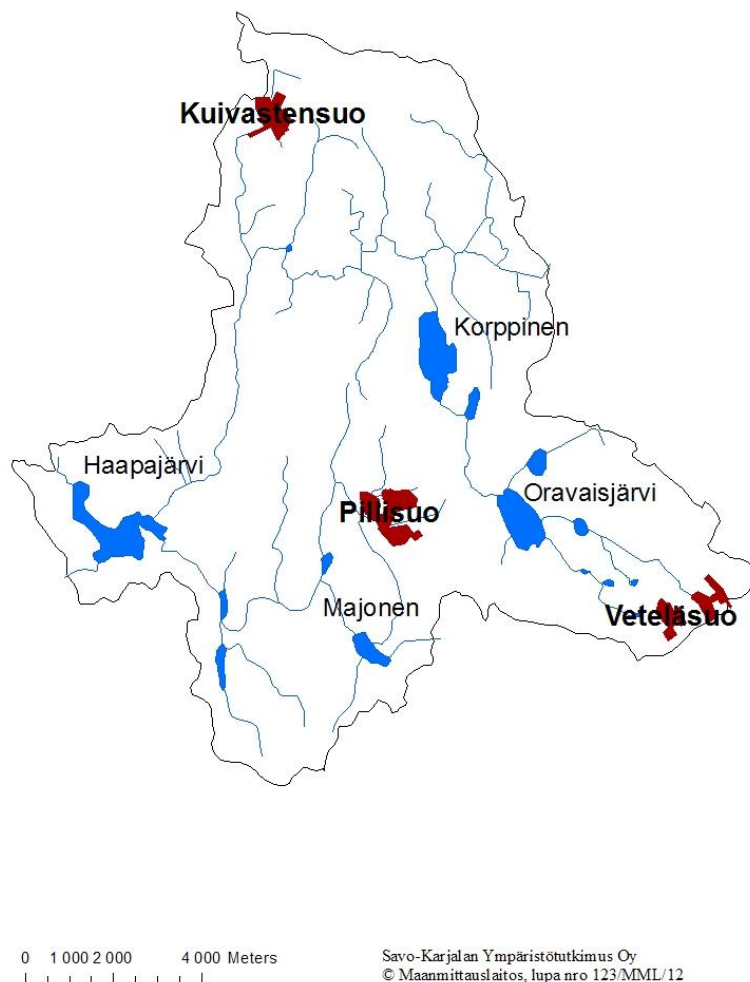 Kuivastensuo
Korppinen
Haapajärvi
Oravaisjärvi
Pillisuo
Majonen
Veteläsuo
0 1 000 2 000 4 000 Meters
Savo-Karjalan Ympäristötutkimus Oy
© Maanmittauslaitos, lupa nro 123/MML/12